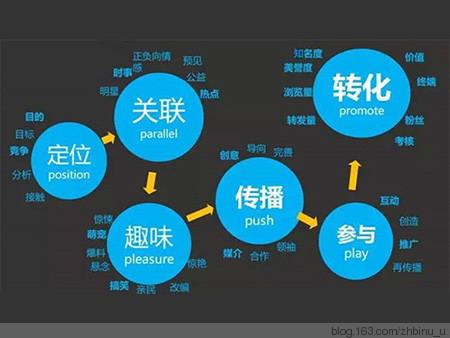 目的
目标
竞争
分析
接触
定位
position
正负向情
感
预见
时事
公益
明星
热点
关联
parallel
惊悚
萌宠
爆料
悬念
搞笑
亲民
改编
惊艳
趣味
pleasure
创意
导向
完善
媒介
合作
领袖
传播
push
互动
创造
推广
再传播
参与
play
知名度
美誉度
浏览量
转发量
价值
终端
粉丝
考核
转化
promote
blog.163.com/zhbinu_u